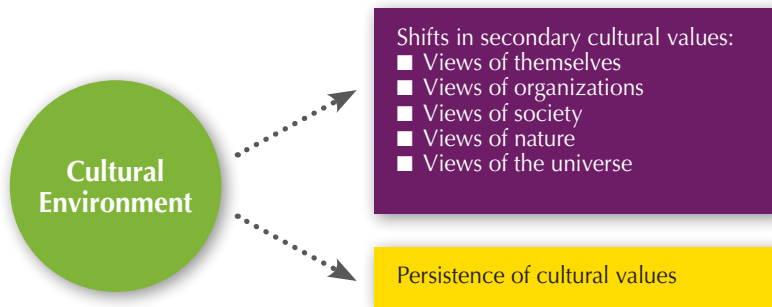 Cultural
Environment
Shifts in secondary cultural values:
■ Views of themselves
■ Views of organizations
■ Views of society
■ Views of nature
■ Views of the universe
Persistence of cultural values